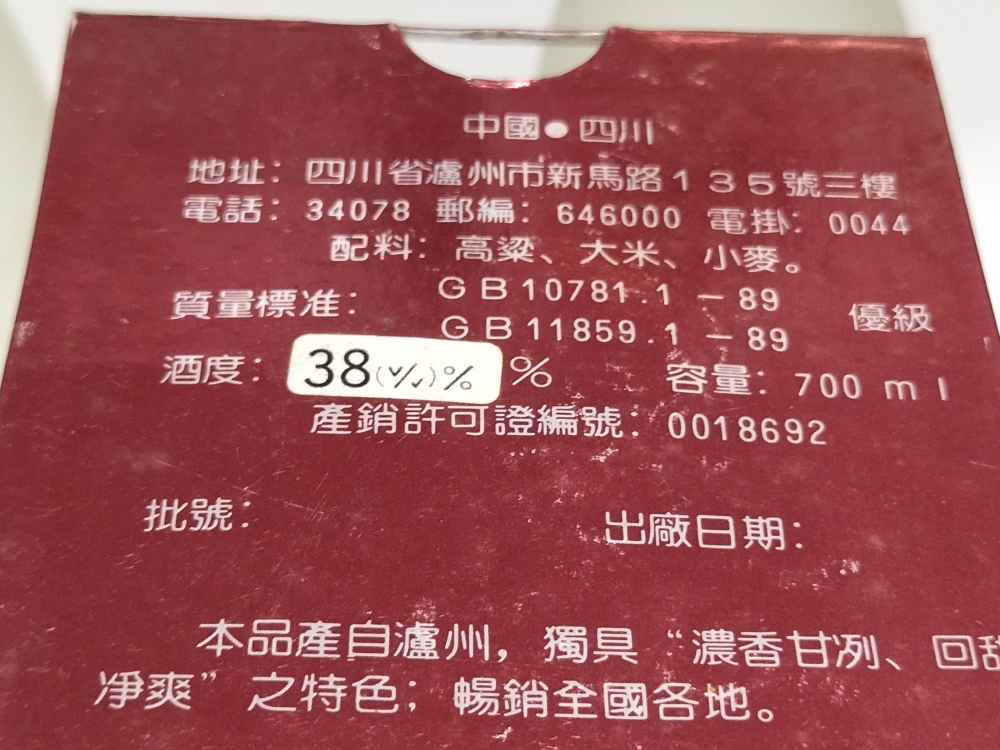 中國●四川
地址：四川省瀘州市新馬路135號三樓
電話：34078 郵編：646000 電掛：0044
配料：高粱、大米、小麥。
質量標准：GB10781.1－89 優級
GB11859.1－89
酒度：38(V/V)% % 容量：700ml
產銷許可證編號：0018692
批號： 出廠日期：
本品產自瀘州，獨具“濃香甘冽、回甜
凈爽”之特色；暢銷全國各地。